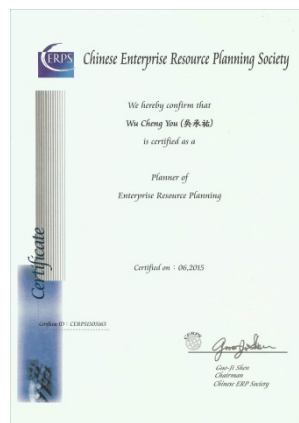 CERPS
Chinese Enterprise Resource Planning Society
We hereby confirm that
Wu Cheng You (吳承祐)
is certified as a
Planner of
Enterprise Resource Planning
Certificate
Certified on : 06,2015
Guo-Ji Shen
Chairman
Chinese ERP Society